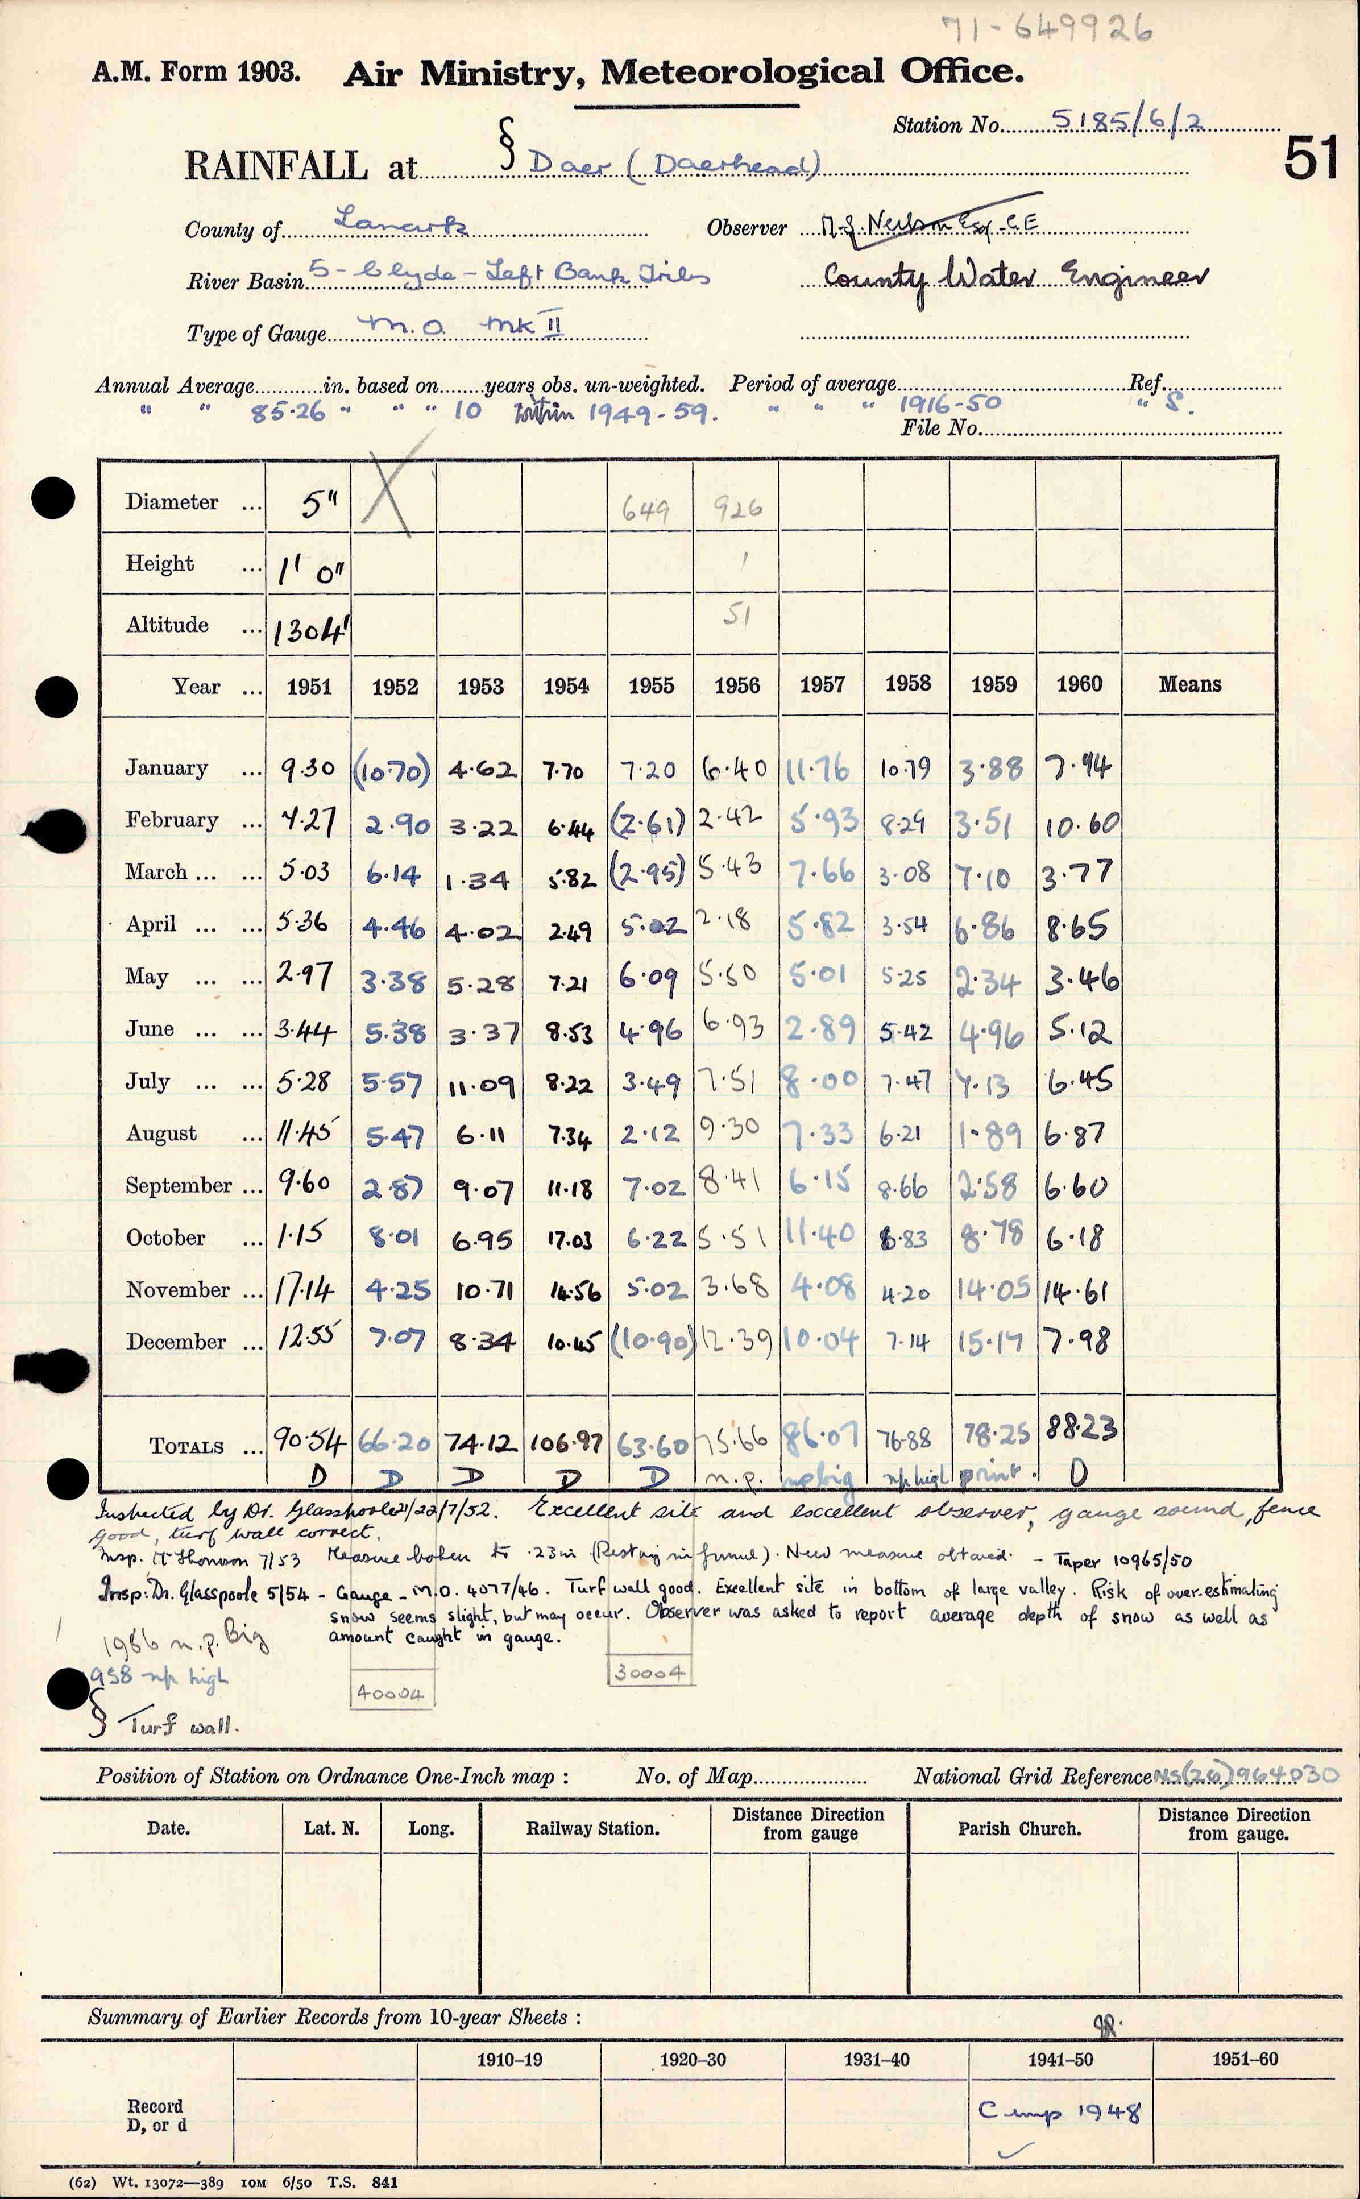 71-649926
A.M. Form 1903. Air Ministry, Meteorological Office.
Station No. 5185/6/2
51
RAINFALL at § Daer (Daerhead)
County of Lanark Observer M.S. Neilson Esq. C.E
River Basin 5 - Clyde - Left Bank Tribs County Water Engineer
Type of Gauge M.O. Mk II
Annual Average in. based on years obs. un-weighted. Period of average Ref.
" " 85.26 " " " 10 within 1949-59. " " " 1916-50 " S.
File No.
Diameter ... 5" 649 926
Height ... 1' 0" 1
Altitude ... 1304' 51
Year ... 1951 1952 1953 1954 1955 1956 1957 1958 1959 1960 Means
January ... 9.30 (10.70) 4.62 7.70 7.20 6.40 11.76 10.79 3.88 7.94
February ... 7.27 2.90 3.22 6.44 (2.61) 2.42 5.93 8.29 3.51 10.60
March ... ... 5.03 6.14 1.34 5.82 (2.95) 5.43 7.66 3.08 7.10 3.77
April ... ... 5.36 4.46 4.02 2.49 5.02 2.18 5.82 3.54 6.86 8.65
May ... ... 2.97 3.38 5.28 7.21 6.09 5.50 5.01 5.25 2.34 3.46
June ... ... 3.44 5.38 3.37 8.53 4.96 6.93 2.89 5.42 4.96 5.12
July ... ... 5.28 5.57 11.09 8.22 3.49 7.51 8.00 7.47 7.13 6.45
August ... 11.45 5.47 6.11 7.34 2.12 9.30 7.33 6.21 1.89 6.87
September ... 9.60 2.87 9.07 11.18 7.02 8.41 6.15 8.66 2.58 6.60
October ... 1.15 8.01 6.95 17.03 6.22 5.51 11.40 6.83 8.78 6.18
November ... 17.14 4.25 10.71 14.56 5.02 3.68 4.08 4.20 14.05 14.61
December ... 12.55 7.07 8.34 10.45 (10.90) 12.39 10.04 7.14 15.17 7.98
TOTALS ... 90.54 66.20 74.12 106.97 63.60 75.66 86.07 76.88 78.25 88.23
D D D D D n.p. np big np high print. D
Inspected by Dr. Glasspoole 21/22/7/52. Excellent site and excellent observer, gauge sound, fence
good, turf wall correct.
Insp. Mr Thomson 7/53 Measure broken to .23in (Resting in funnel). New measure obtained. - Taper 10965/50
Insp: Dr. Glasspoole 5/54 - Gauge - M.O. 4077/46. Turf wall good. Excellent site in bottom of large valley. Risk of over-estimating
snow seems slight, but may occur. Observer was asked to report average depth of snow as well as
amount caught in gauge.
1956 n.p. Big
1958 np high
30004
40004
§ Turf wall.
Position of Station on Ordnance One-Inch map : No. of Map National Grid Reference NS(26)964030
Date. Lat. N. Long. Railway Station. Distance Direction from gauge Parish Church. Distance Direction from gauge.
Summary of Earlier Records from 10-year Sheets :
1910–19 1920–30 1931–40 1941–50 1951–60
Record
D, or d
C comp 1948
(62) Wt. 13072—389 10M 6/50 T.S. 841